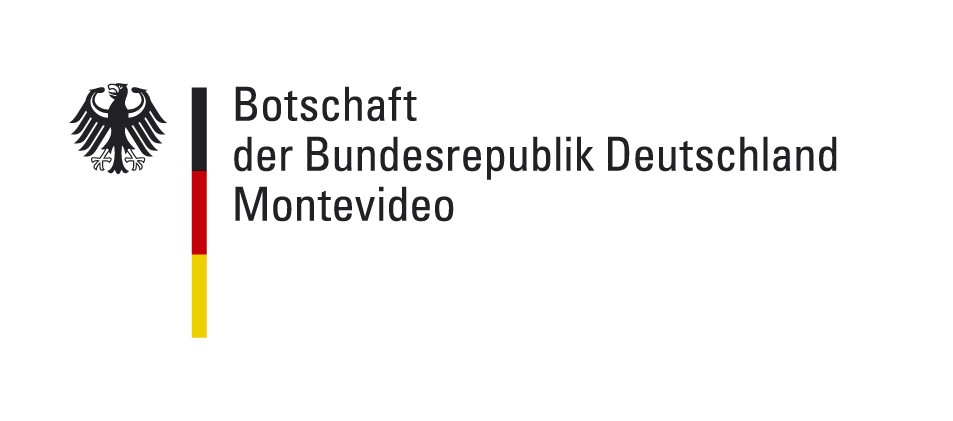 Botschaft
der Bundesrepublik Deutschland
Montevideo